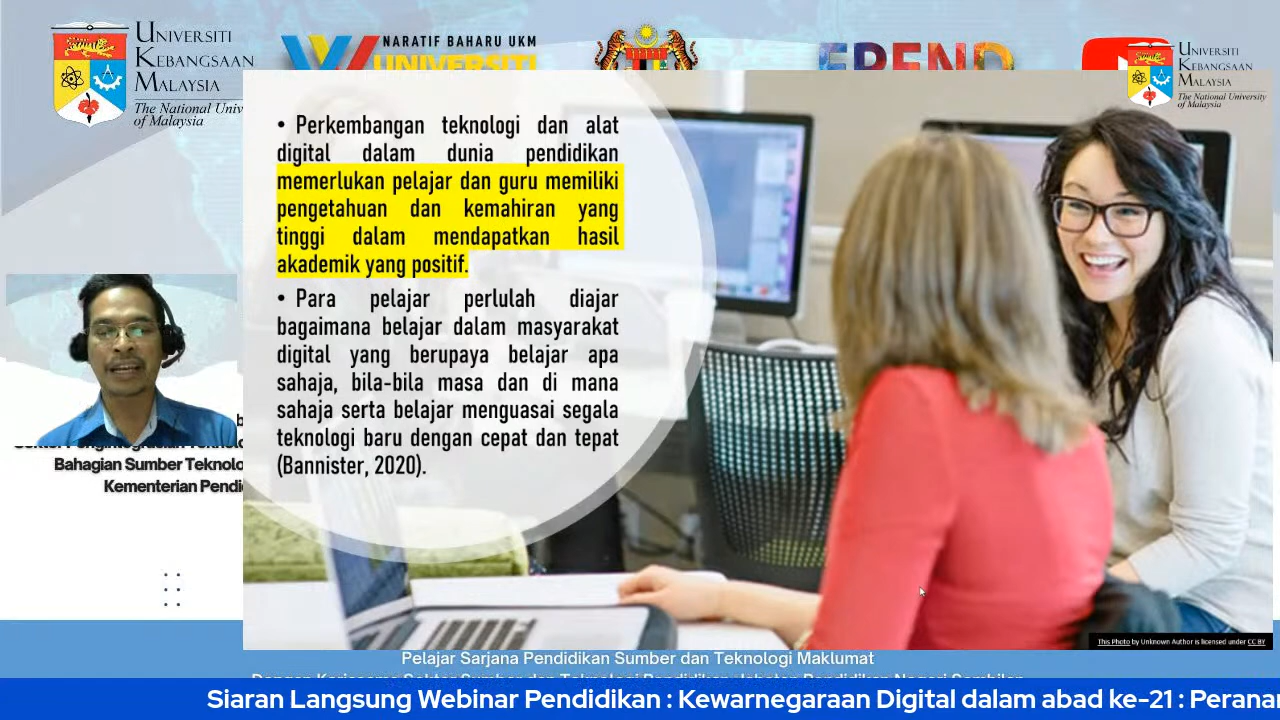 UNIVERSITI
KEBANGSAAN
MALAYSIA
The National
of Malaysia
NARATIF BAHARU UKM
UNIVERSITI
UNIVERSITI
KEBANGSAAN
MALAYSIA
The National University
of Malaysia
• Perkembangan teknologi dan alat
digital dalam dunia pendidikan
memerlukan pelajar dan guru memiliki
pengetahuan dan kemahiran yang
tinggi dalam mendapatkan hasil
akademik yang positif.
• Para pelajar perlulah diajar
bagaimana belajar dalam masyarakat
digital yang berupaya belajar apa
sahaja, bila-bila masa dan di mana
sahaja serta belajar menguasai segala
teknologi baru dengan cepat dan tepat
(Bannister, 2020).
Bahagian Sumber
Kementerian
This Photo by Unknown Author is licensed under CC BY
Pelajar Sarjana Pendidikan Sumber dan Teknologi Maklumat
Siaran Langsung Webinar Pendidikan : Kewarnegaraan Digital dalam abad ke-21 :